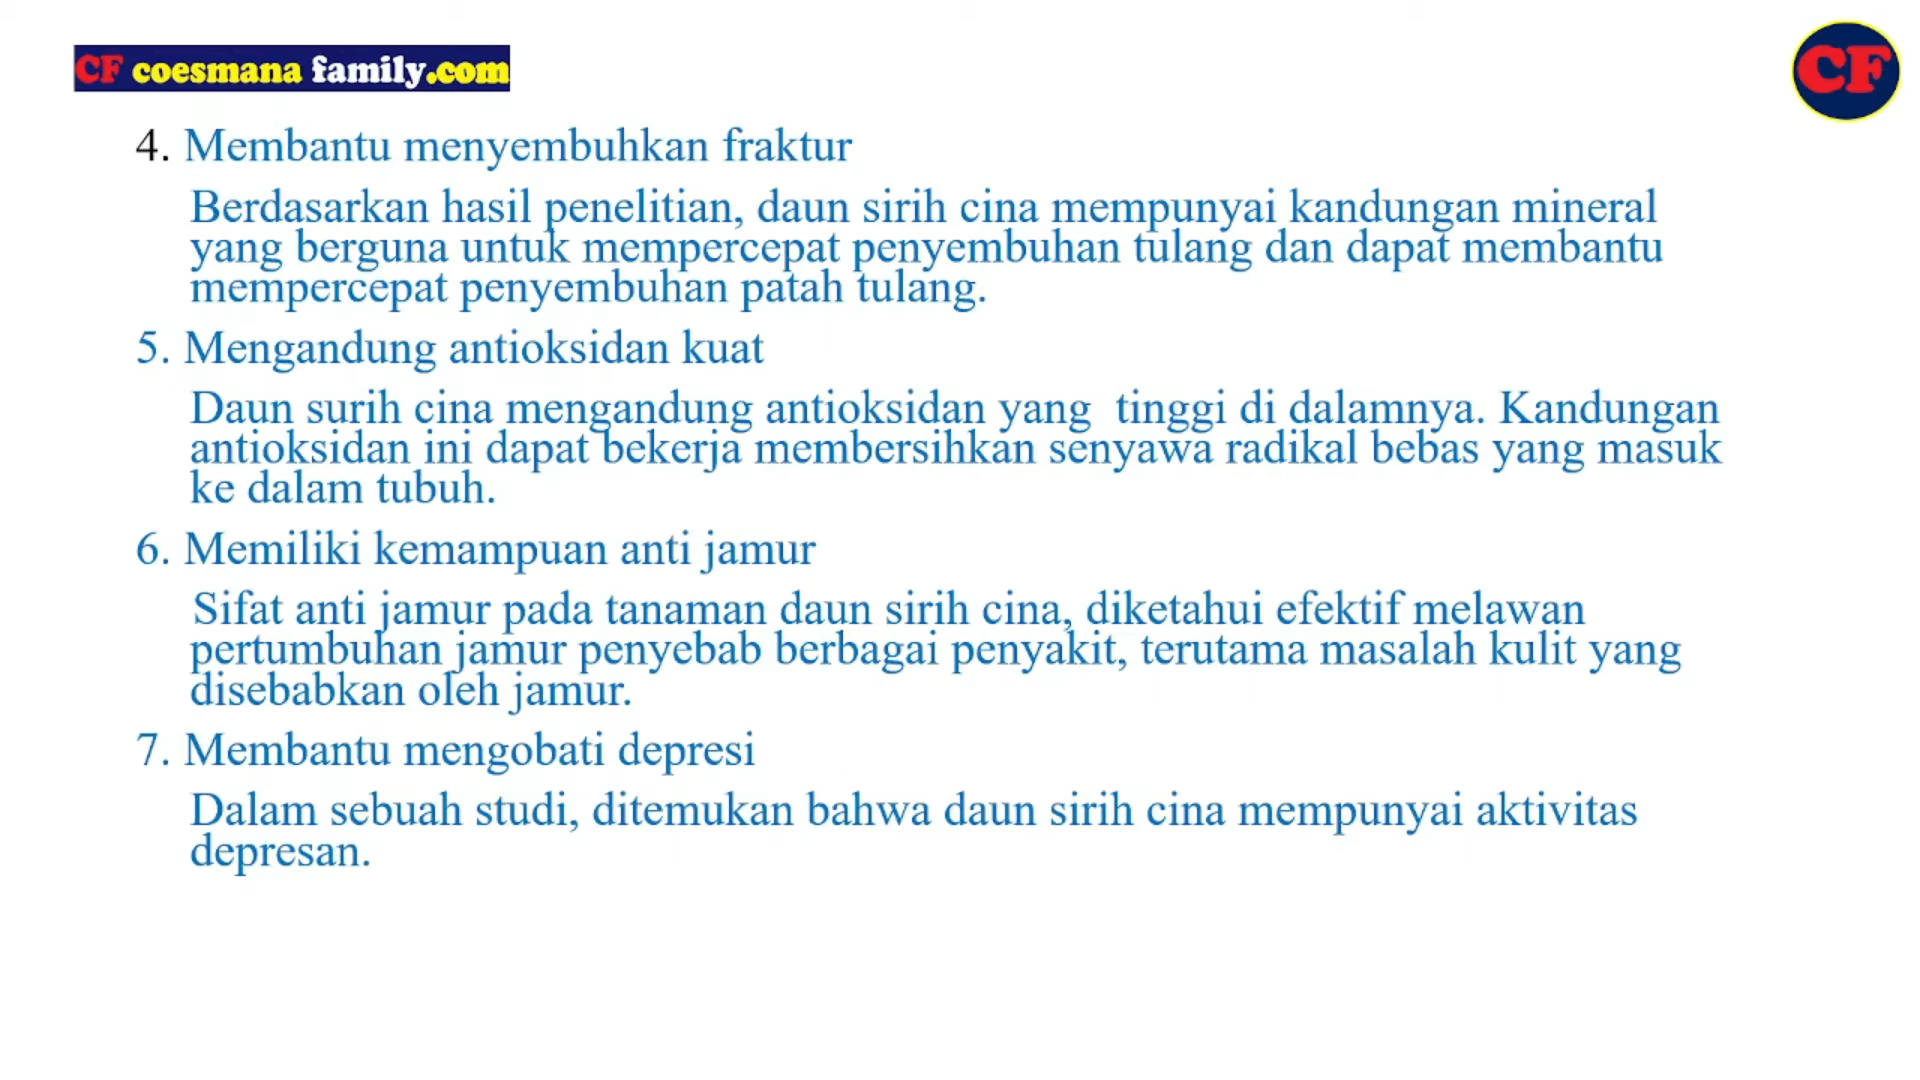 CF coesmana family.com
CF
4. Membantu menyembuhkan fraktur
Berdasarkan hasil penelitian, daun sirih cina mempunyai kandungan mineral
yang berguna untuk mempercepat penyembuhan tulang dan dapat membantu
mempercepat penyembuhan patah tulang.
5. Mengandung antioksidan kuat
Daun surih cina mengandung antioksidan yang  tinggi di dalamnya. Kandungan
antioksidan ini dapat bekerja membersihkan senyawa radikal bebas yang masuk
ke dalam tubuh.
6. Memiliki kemampuan anti jamur
Sifat anti jamur pada tanaman daun sirih cina, diketahui efektif melawan
pertumbuhan jamur penyebab berbagai penyakit, terutama masalah kulit yang
disebabkan oleh jamur.
7. Membantu mengobati depresi
Dalam sebuah studi, ditemukan bahwa daun sirih cina mempunyai aktivitas
depresan.